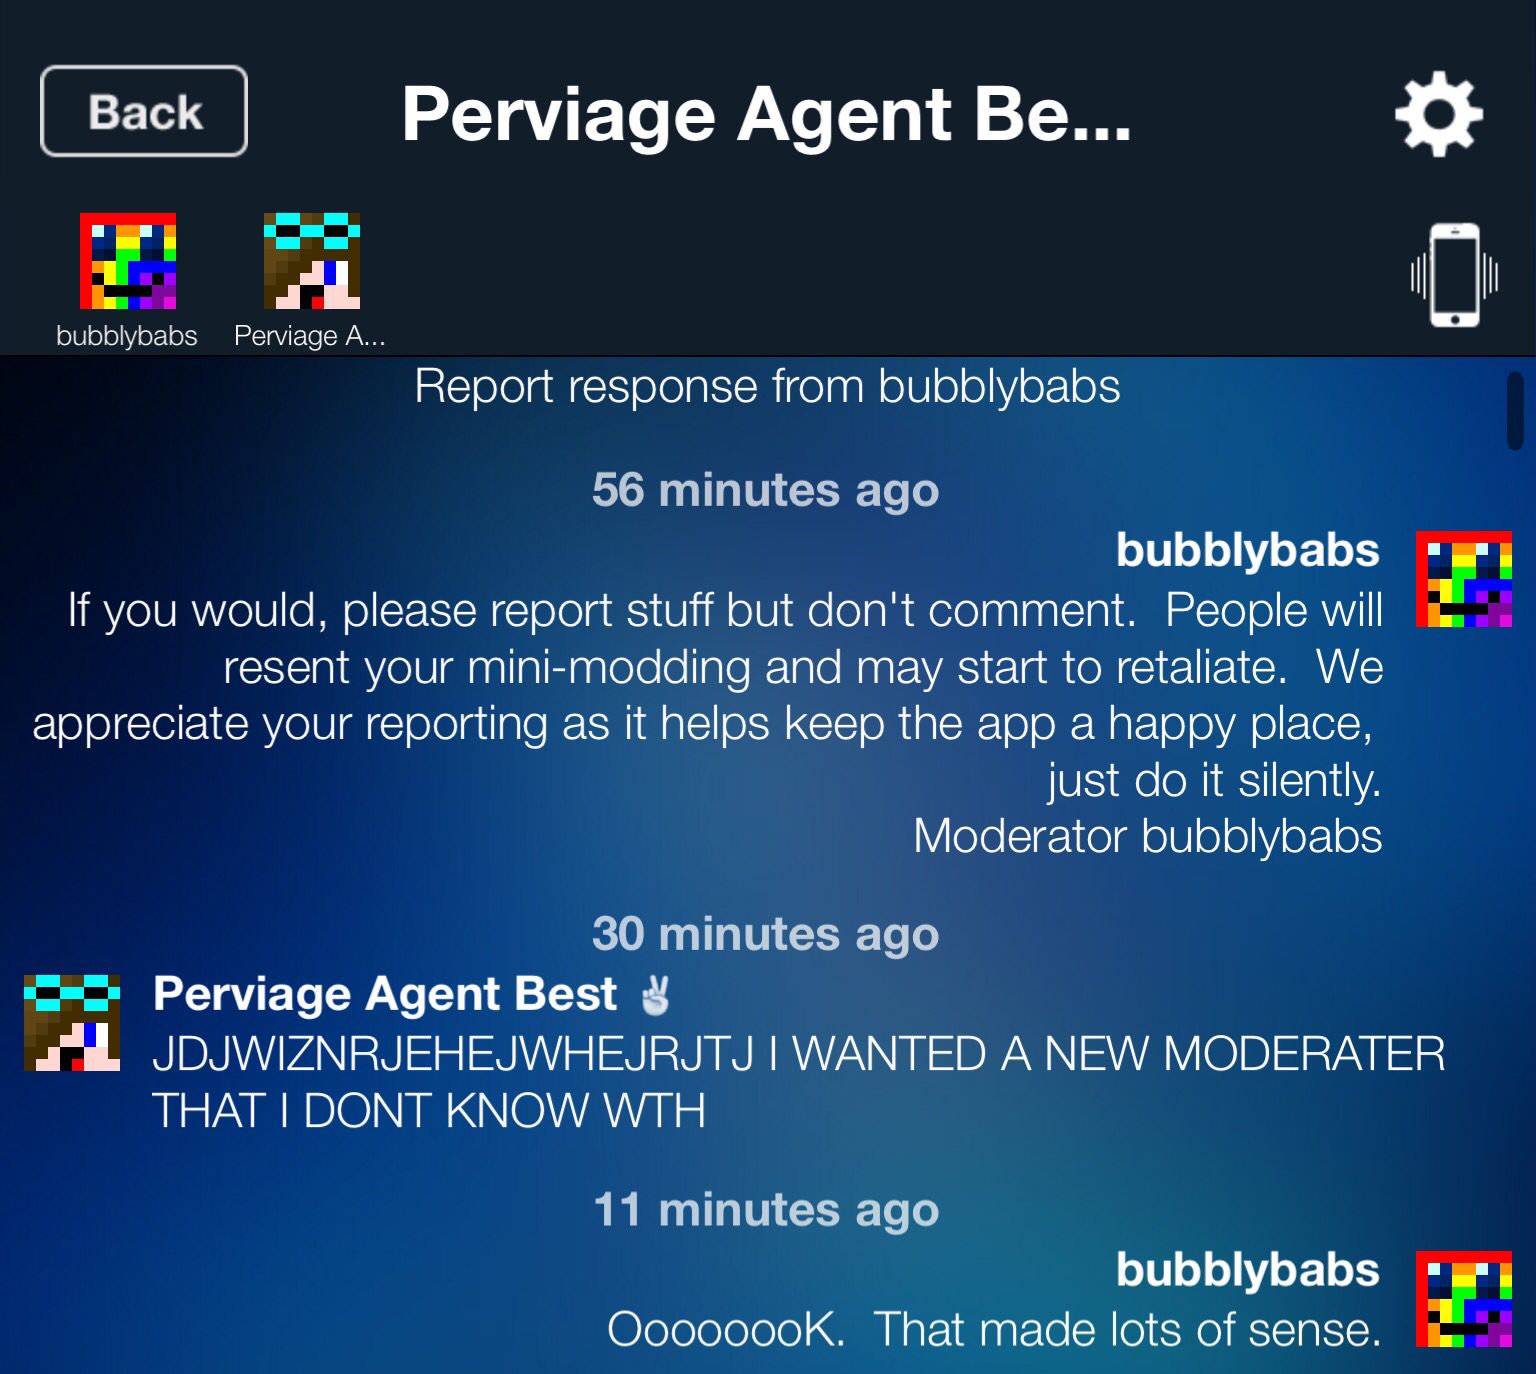 Back
Perviage Agent Be...
bubblybabs
Perviage A...
Report response from bubblybabs
56 minutes ago
bubblybabs
If you would, please report stuff but don't comment.  People will
resent your mini-modding and may start to retaliate.  We
appreciate your reporting as it helps keep the app a happy place,
just do it silently.
Moderator bubblybabs
30 minutes ago
Perviage Agent Best ✌
JDJWIZNRJEHEJWHEJRJTJ I WANTED A NEW MODERATER
THAT I DONT KNOW WTH
11 minutes ago
bubblybabs
OooooooK.  That made lots of sense.